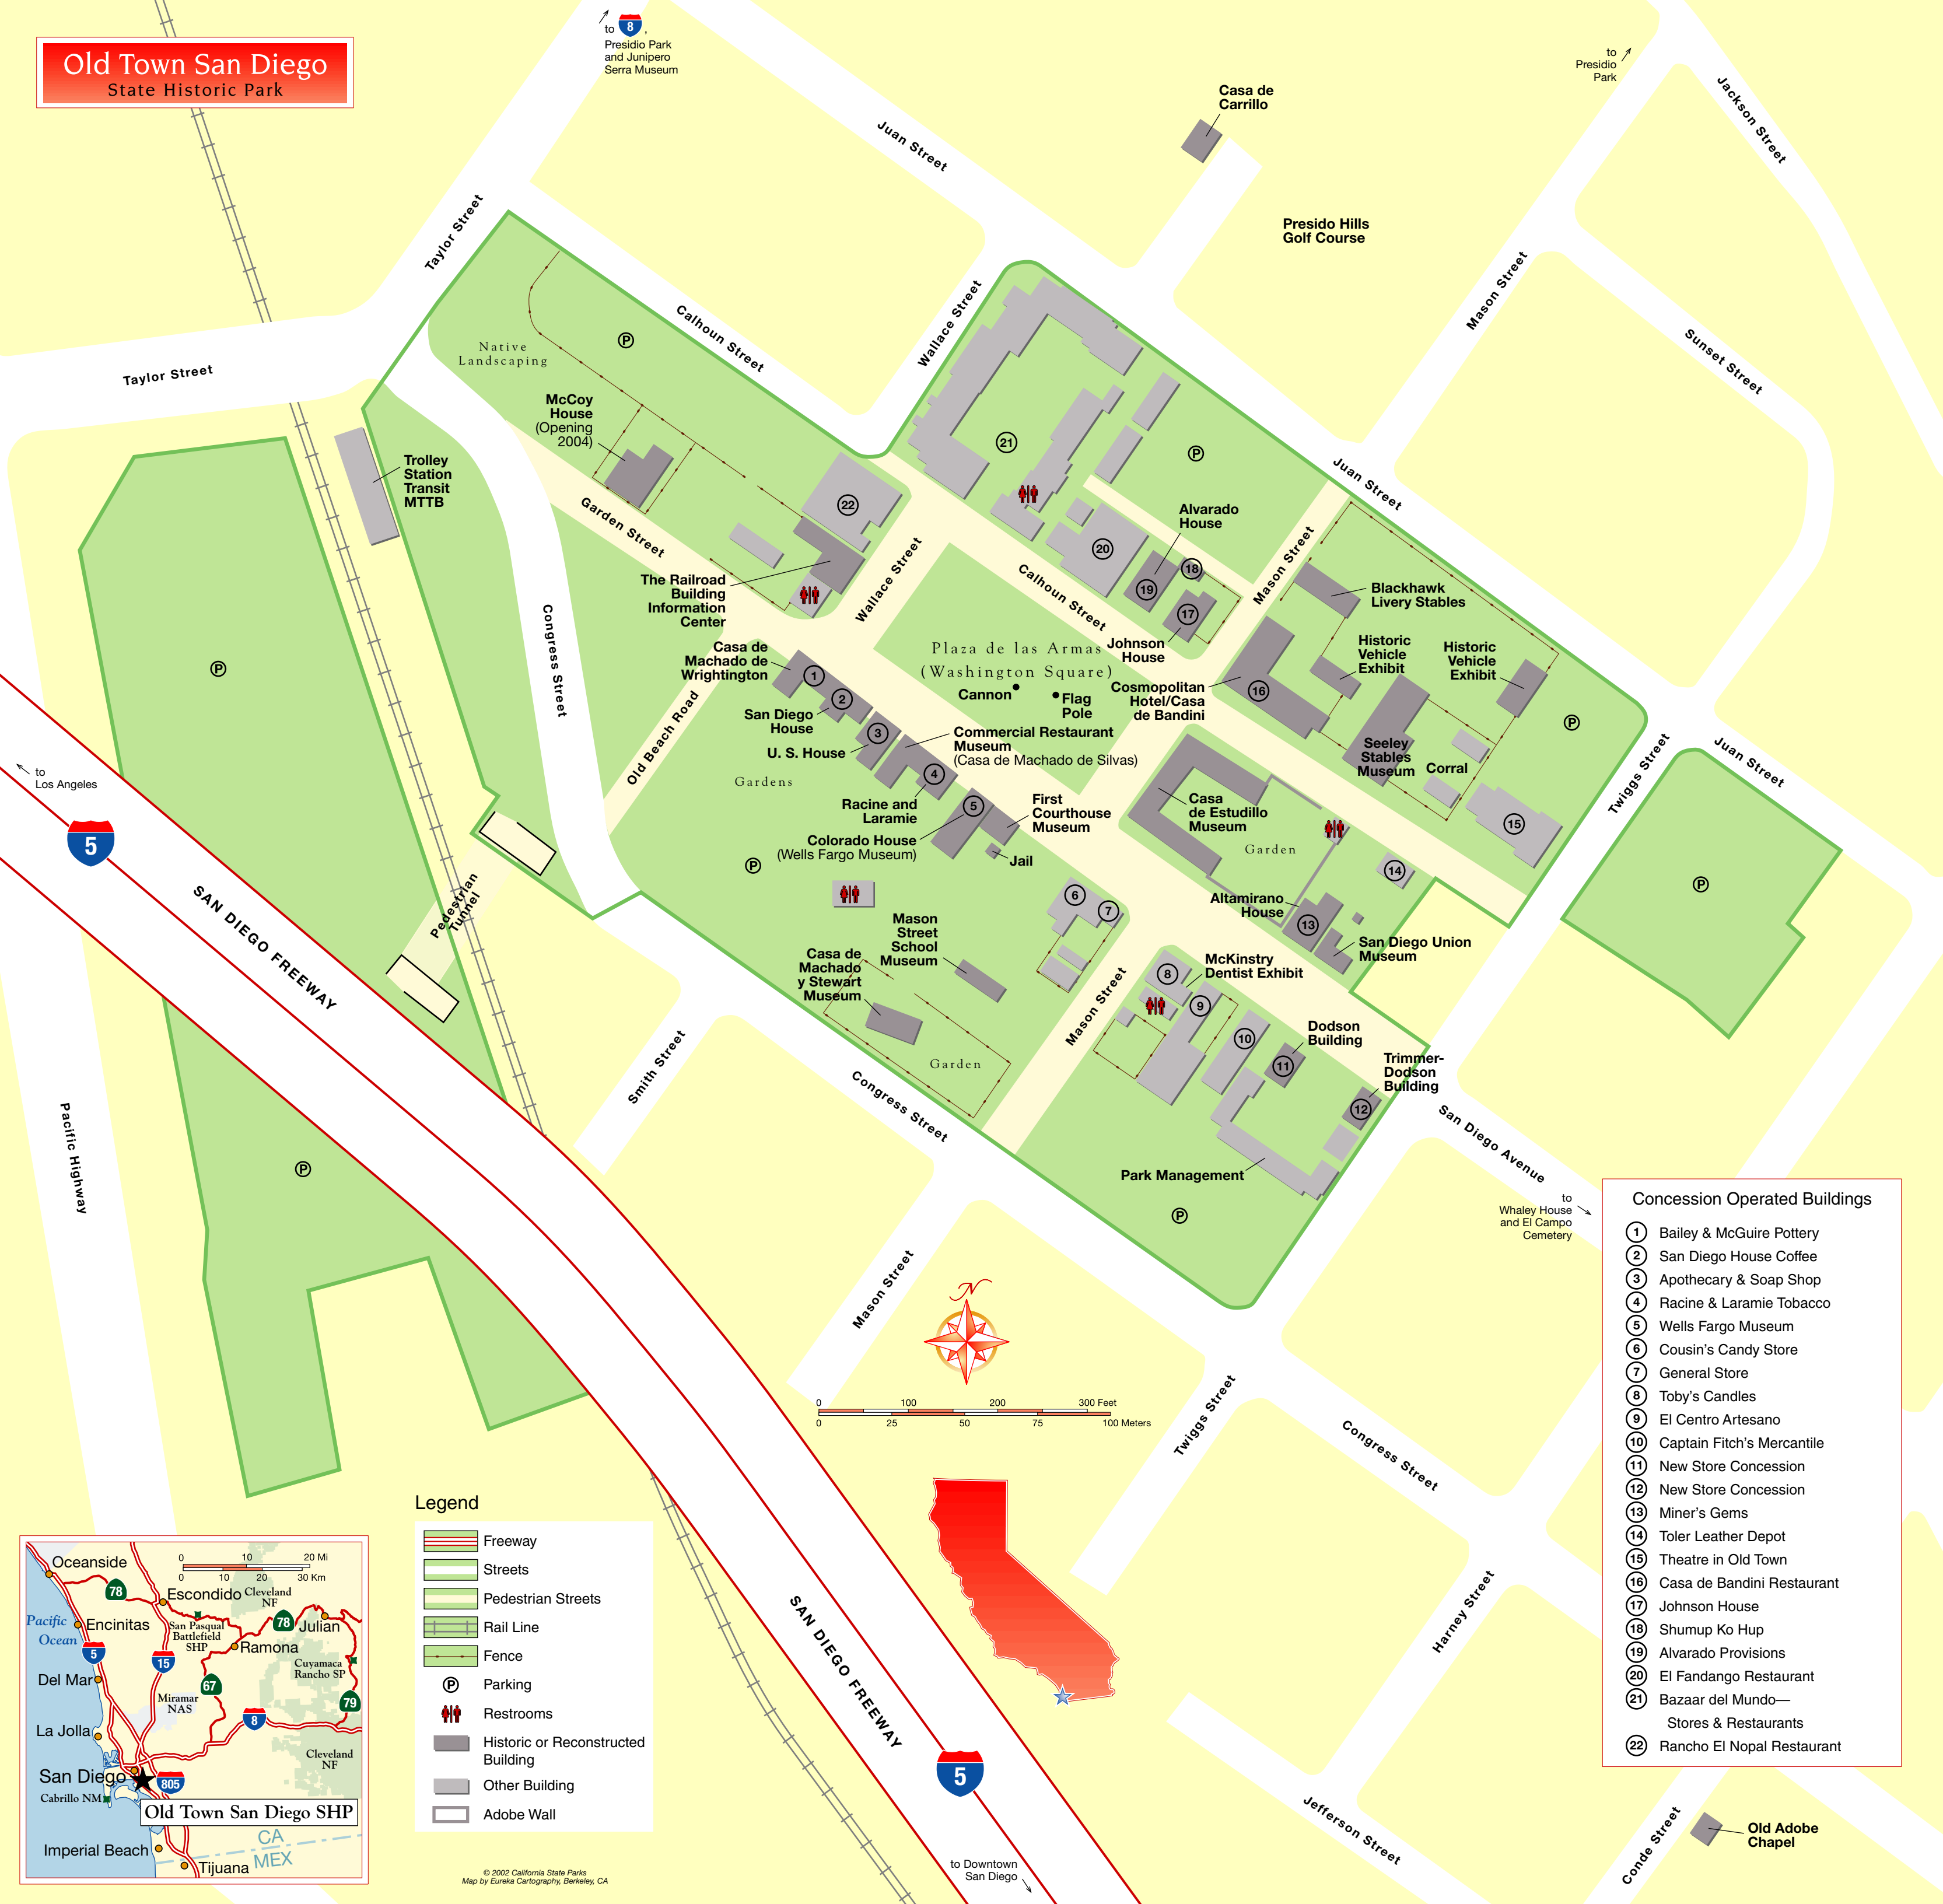 Old Town San Diego
State Historic Park
to 8 ,
Presidio Park
and Junipero
Serra Museum
to
Presidio
Park
Jackson Street
Juan Street
Casa de
Carrillo
Presido Hills
Golf Course
Taylor Street
Taylor Street
Calhoun Street
Wallace Street
Mason Street
Sunset Street
Native
Landscaping
P
McCoy
House
(Opening
2004)
Trolley
Station
Transit
MTTB
Garden Street
22
21
P
Juan Street
Alvarado
House
20
18
19
17
Mason Street
The Railroad
Building
Information
Center
Wallace Street
Calhoun Street
Johnson
House
Blackhawk
Livery Stables
Historic
Vehicle
Exhibit
Historic
Vehicle
Exhibit
Congress Street
P
Plaza de las Armas
(Washington Square)
Cannon
Flag
Pole
Cosmopolitan
Hotel/Casa
de Bandini
16
P
Casa de
Machado de
Wrightington
1
2
San Diego
House
3
U. S. House
Commercial Restaurant
Museum
(Casa de Machado de Silvas)
4
Old Beach Road
Gardens
Racine and
Laramie
5
First
Courthouse
Museum
Colorado House
(Wells Fargo Museum)
Jail
P
Seeley
Stables
Museum
Corral
15
Twiggs Street
Juan Street
Casa
de Estudillo
Museum
Garden
14
P
to
Los Angeles
5
SAN DIEGO FREEWAY
Pedestrian
Tunnel
6
7
Altamirano
House
13
San Diego Union
Museum
Mason
Street
School
Museum
Casa de
Machado
y Stewart
Museum
Garden
8
McKinstry
Dentist Exhibit
9
10
Mason Street
Dodson
Building
11
Trimmer-
Dodson
Building
12
Smith Street
Congress Street
Pacific Highway
P
Park Management
P
San Diego Avenue
to
Whaley House
and El Campo
Cemetery
Mason Street
N
0 100 200 300 Feet
0 25 50 75 100 Meters
Twiggs Street
Congress Street
Harney Street
Jefferson Street
Conde Street
Old Adobe
Chapel
SAN DIEGO FREEWAY
5
to Downtown
San Diego
Concession Operated Buildings
1 Bailey & McGuire Pottery
2 San Diego House Coffee
3 Apothecary & Soap Shop
4 Racine & Laramie Tobacco
5 Wells Fargo Museum
6 Cousin's Candy Store
7 General Store
8 Toby's Candles
9 El Centro Artesano
10 Captain Fitch's Mercantile
11 New Store Concession
12 New Store Concession
13 Miner's Gems
14 Toler Leather Depot
15 Theatre in Old Town
16 Casa de Bandini Restaurant
17 Johnson House
18 Shumup Ko Hup
19 Alvarado Provisions
20 El Fandango Restaurant
21 Bazaar del Mundo—
Stores & Restaurants
22 Rancho El Nopal Restaurant
Legend
Freeway
Streets
Pedestrian Streets
Rail Line
Fence
P Parking
Restrooms
Historic or Reconstructed
Building
Other Building
Adobe Wall
© 2002 California State Parks
Map by Eureka Cartography, Berkeley, CA
0 10 20 Mi
0 10 20 30 Km
Oceanside
78
Escondido
Cleveland
NF
Pacific
Ocean
Encinitas
San Pasqual
Battlefield
SHP
78
Julian
5
15
Ramona
Cuyamaca
Rancho SP
Del Mar
67
Miramar
NAS
79
La Jolla
8
Cleveland
NF
San Diego
805
Cabrillo NM
Old Town San Diego SHP
Imperial Beach
CA
MEX
Tijuana